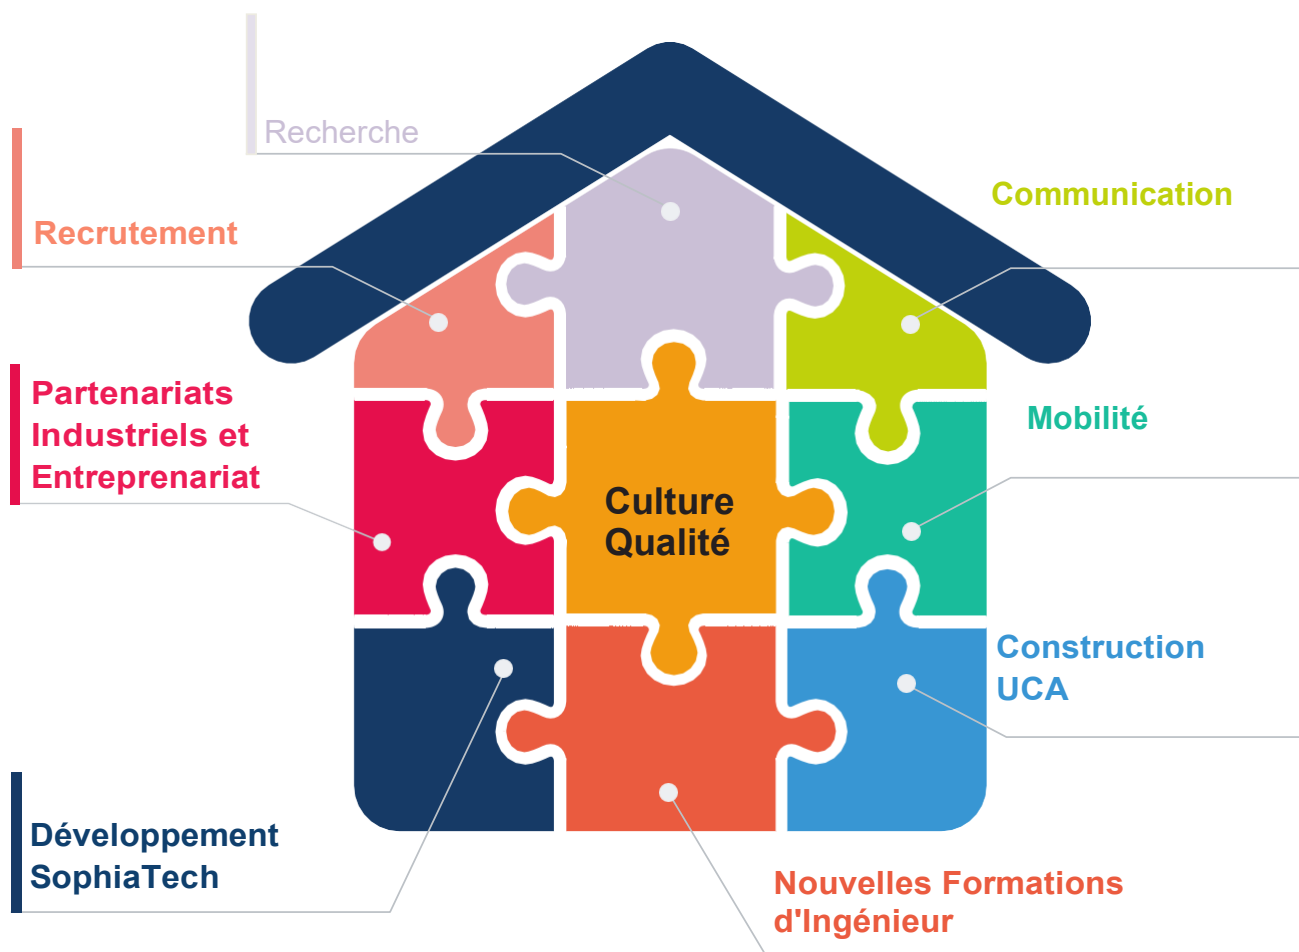 Recherche
Recrutement
Communication
Partenariats
Industriels et
Entreprenariat
Mobilité
Culture
Qualité
Construction
UCA
Développement
SophiaTech
Nouvelles Formations
d'Ingénieur